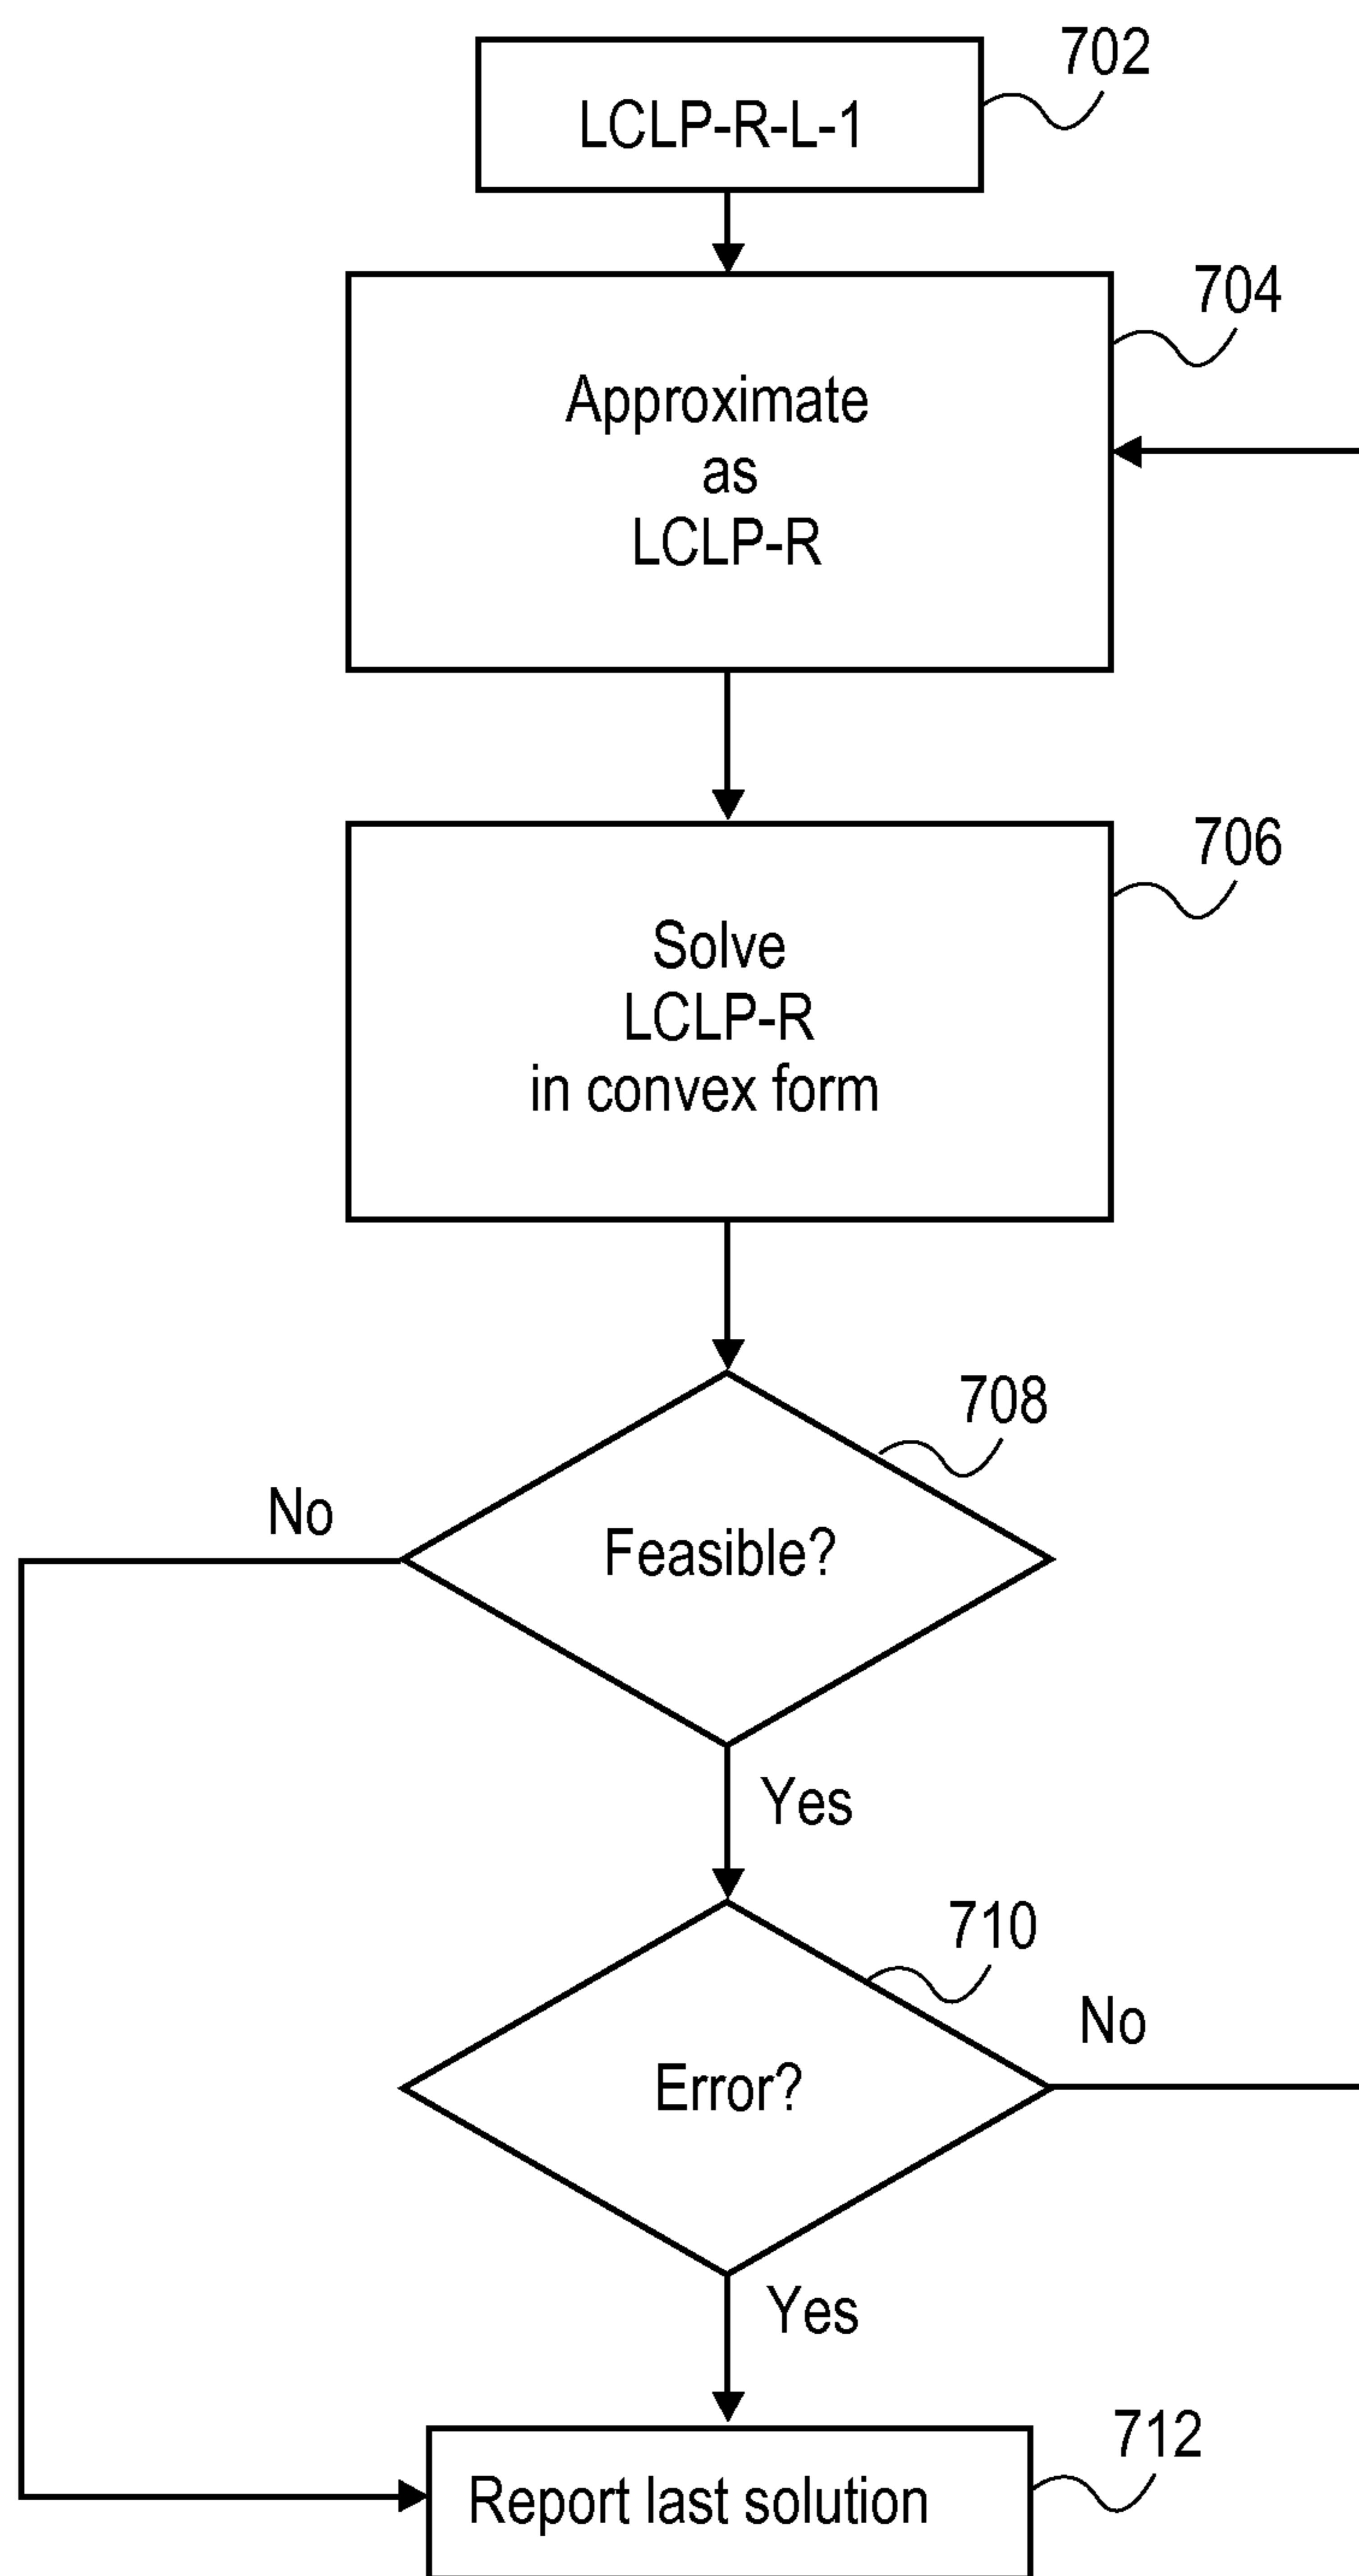 702
LCLP-R-L-1
704
Approximate
as
LCLP-R
706
Solve
LCLP-R
in convex form
708
No
Feasible?
Yes
710
No
Error?
Yes
712
Report last solution